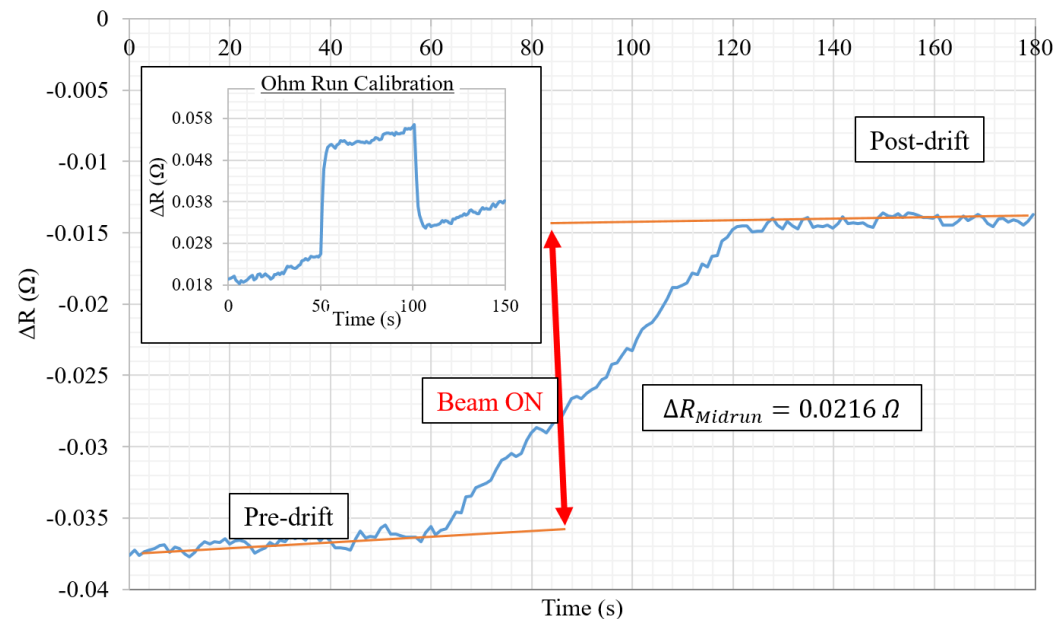 0
0 20 40 60 80 100 120 140 160 180
-0.005
-0.01
-0.015
-0.02
-0.025
-0.03
-0.035
-0.04
ΔR (Ω)
Time (s)
Ohm Run Calibration
0.058
0.048
0.038
0.028
0.018
ΔR (Ω)
0 50 100 150
Time (s)
Post-drift
Beam ON
ΔR_Midrun = 0.0216 Ω
Pre-drift